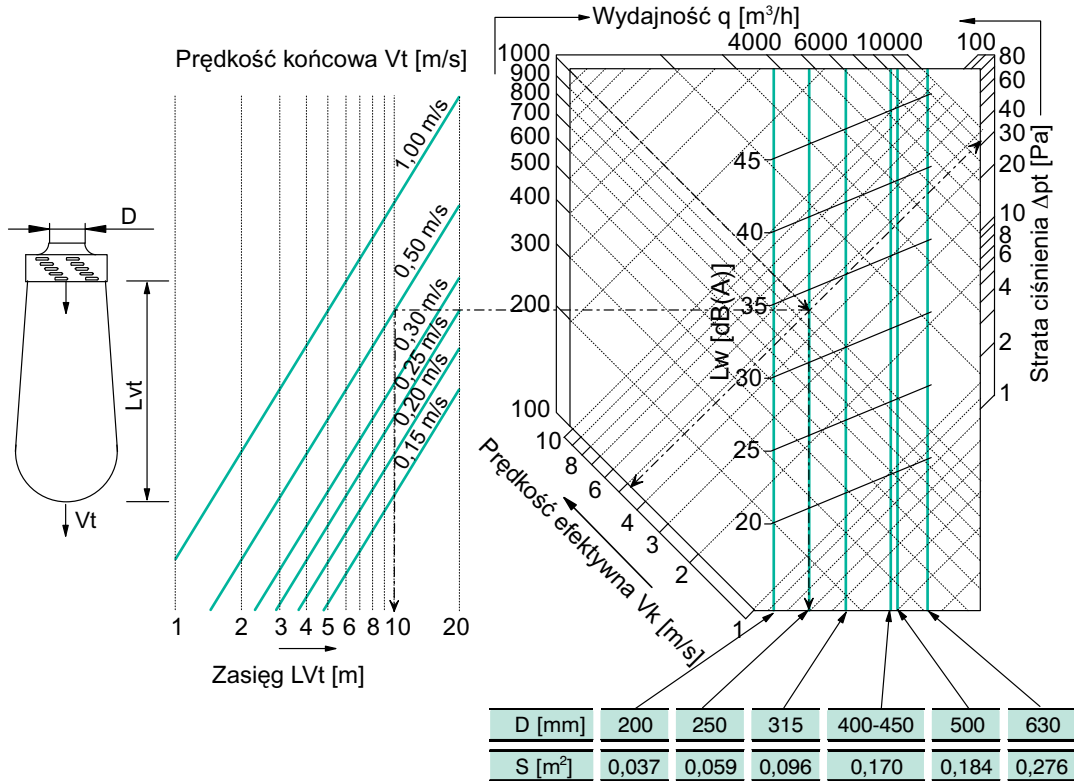 Wydajność q [m³/h]
4000 6000 10000 100
Prędkość końcowa Vt [m/s]
1,00 m/s
0,50 m/s
0,30 m/s
0,25 m/s
0,20 m/s
0,15 m/s
D
Lvt
Vt
1 2 3 4 5 6 8 10 20
Zasięg LVt [m]
1000
900
800
700
600
500
400
300
200
100
10
8
6
4
3
2
1
Prędkość efektywna Vk [m/s]
Lw [dB(A)]
45
40
35
30
25
20
80
60
40
30
20
10
8
6
4
2
1
Strata ciśnienia Δpt [Pa]
D [mm] 200 250 315 400-450 500 630
S [m²] 0,037 0,059 0,096 0,170 0,184 0,276